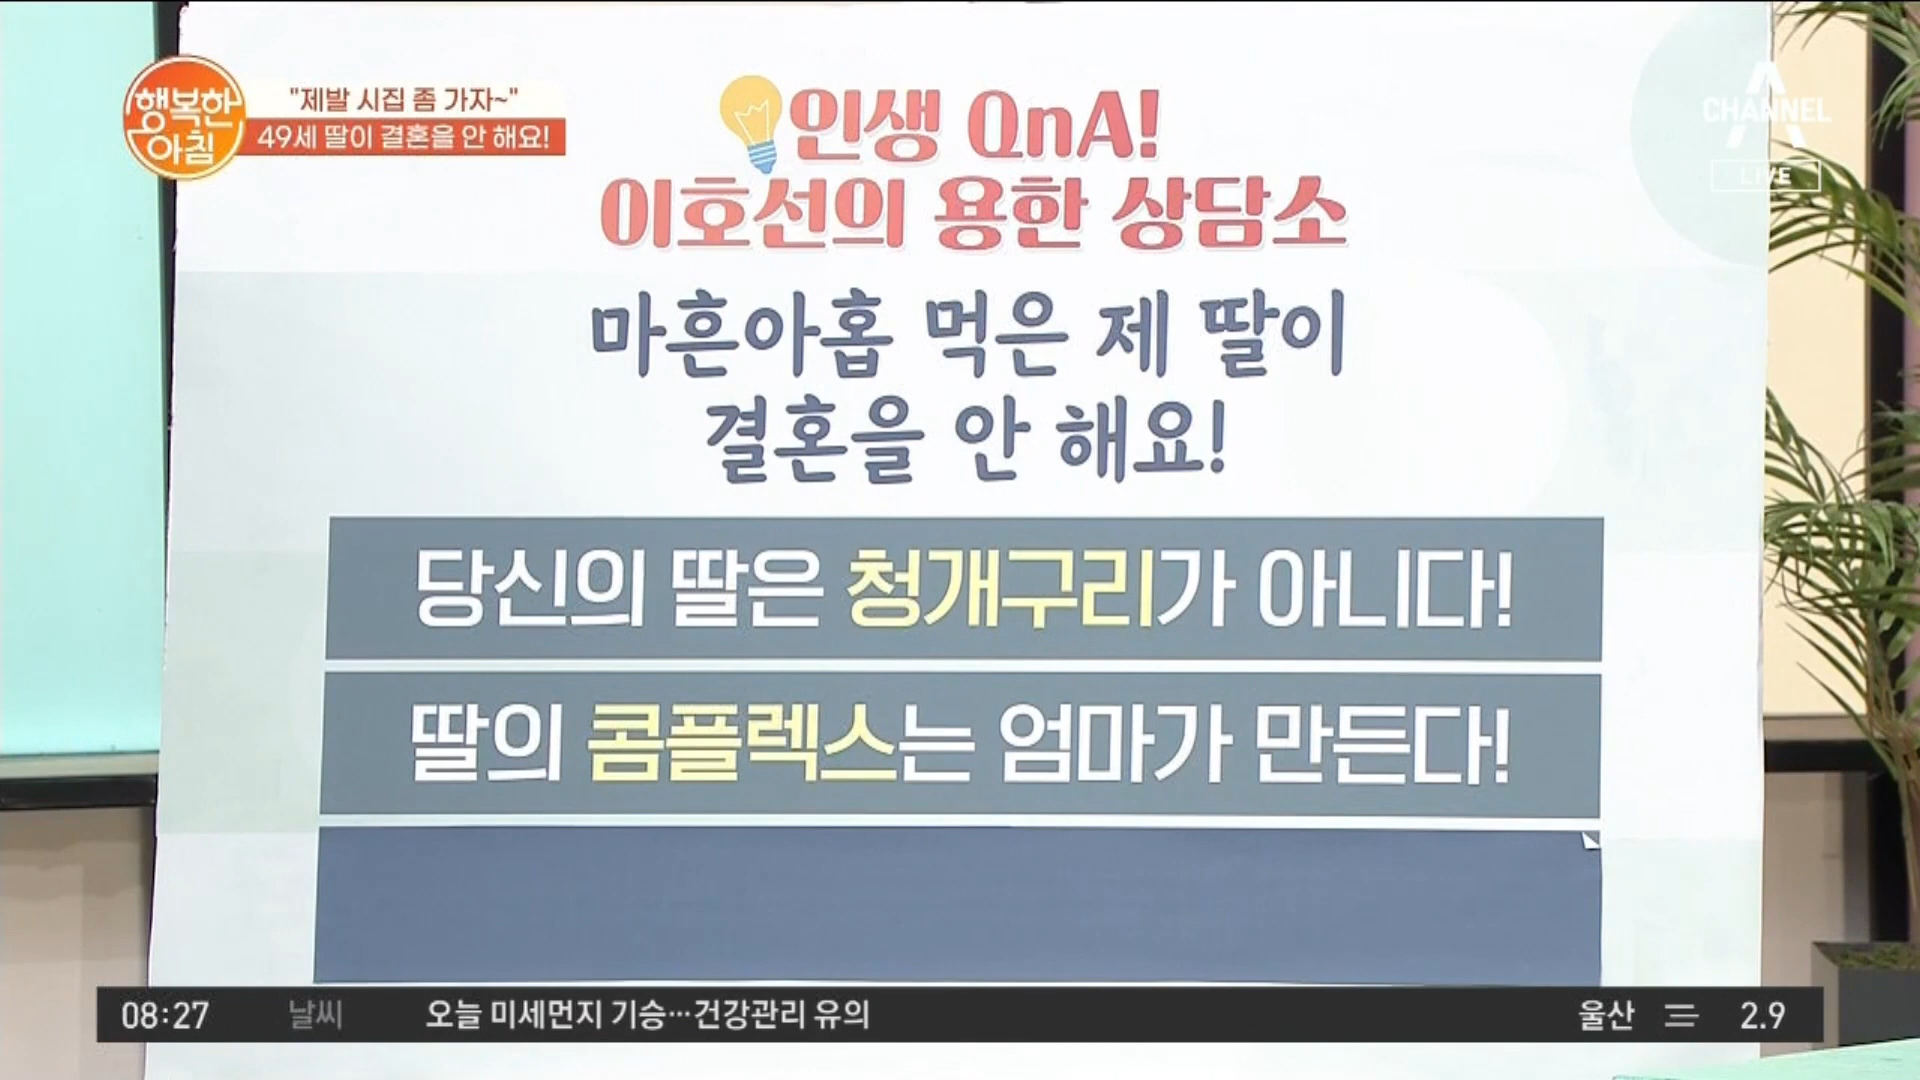 행복한
아침
"제발 시집 좀 가자~"
49세 딸이 결혼을 안 해요!
CHANNEL A
LIVE
인생 QnA!
이호선의 용한 상담소
마흔아홉 먹은 제 딸이
결혼을 안 해요!
당신의 딸은 청개구리가 아니다!
딸의 콤플렉스는 엄마가 만든다!
08:27 날씨 오늘 미세먼지 기승…건강관리 유의 울산 2.9